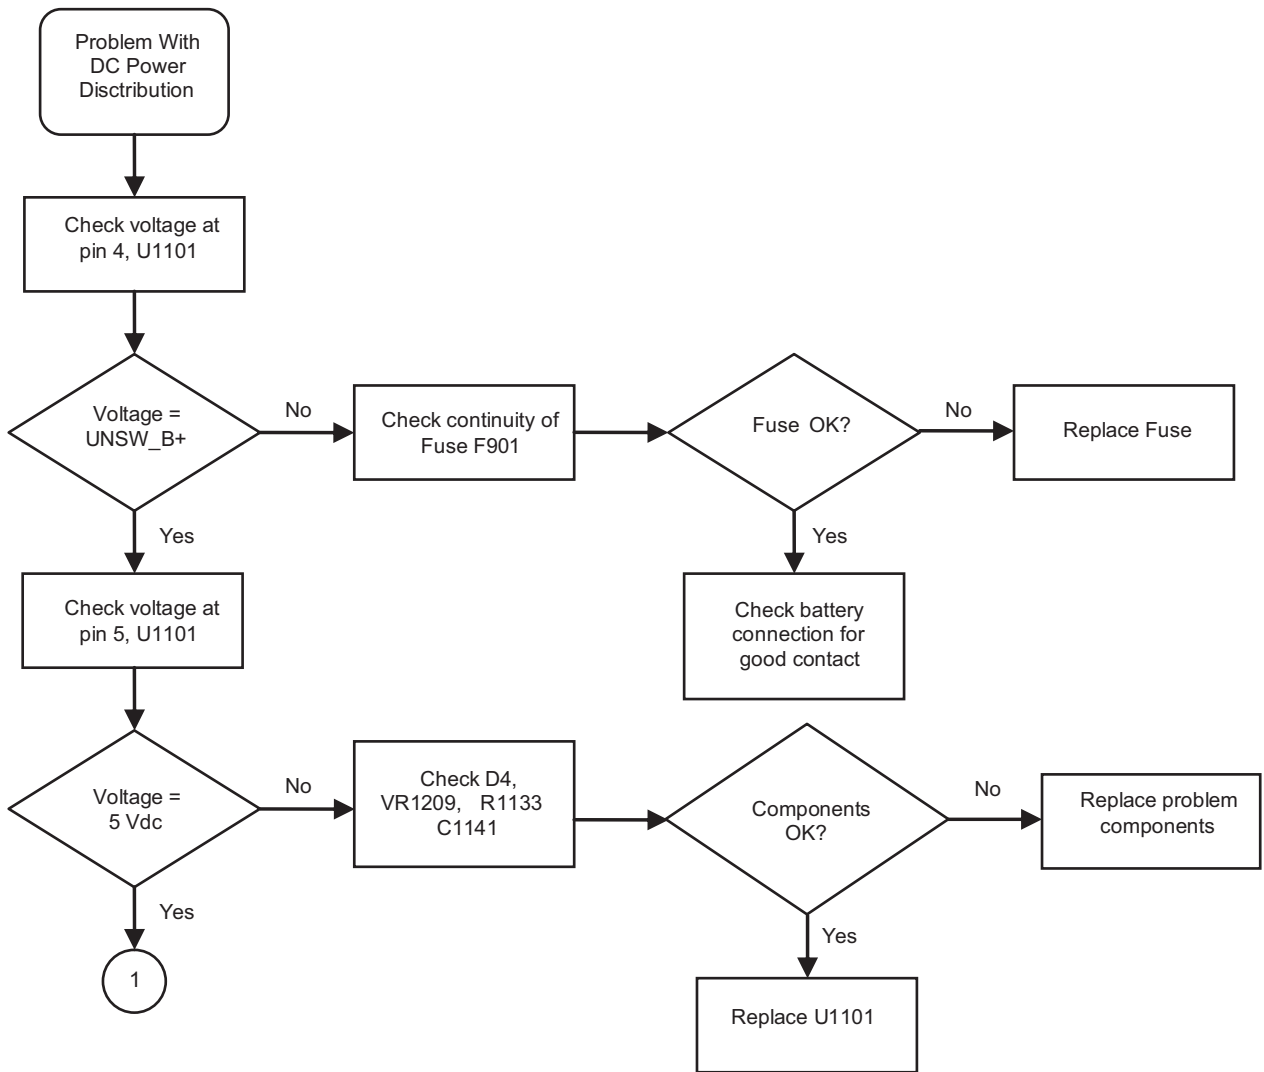 Problem With
DC Power
Disctribution
Check voltage at
pin 4, U1101
Voltage =
UNSW_B+
No
Check continuity of
Fuse F901
Fuse OK?
No
Replace Fuse
Yes
Yes
Check battery
connection for
good contact
Check voltage at
pin 5, U1101
Voltage =
5 Vdc
No
Check D4,
VR1209, R1133
C1141
Components
OK?
No
Replace problem
components
Yes
Yes
1
Replace U1101